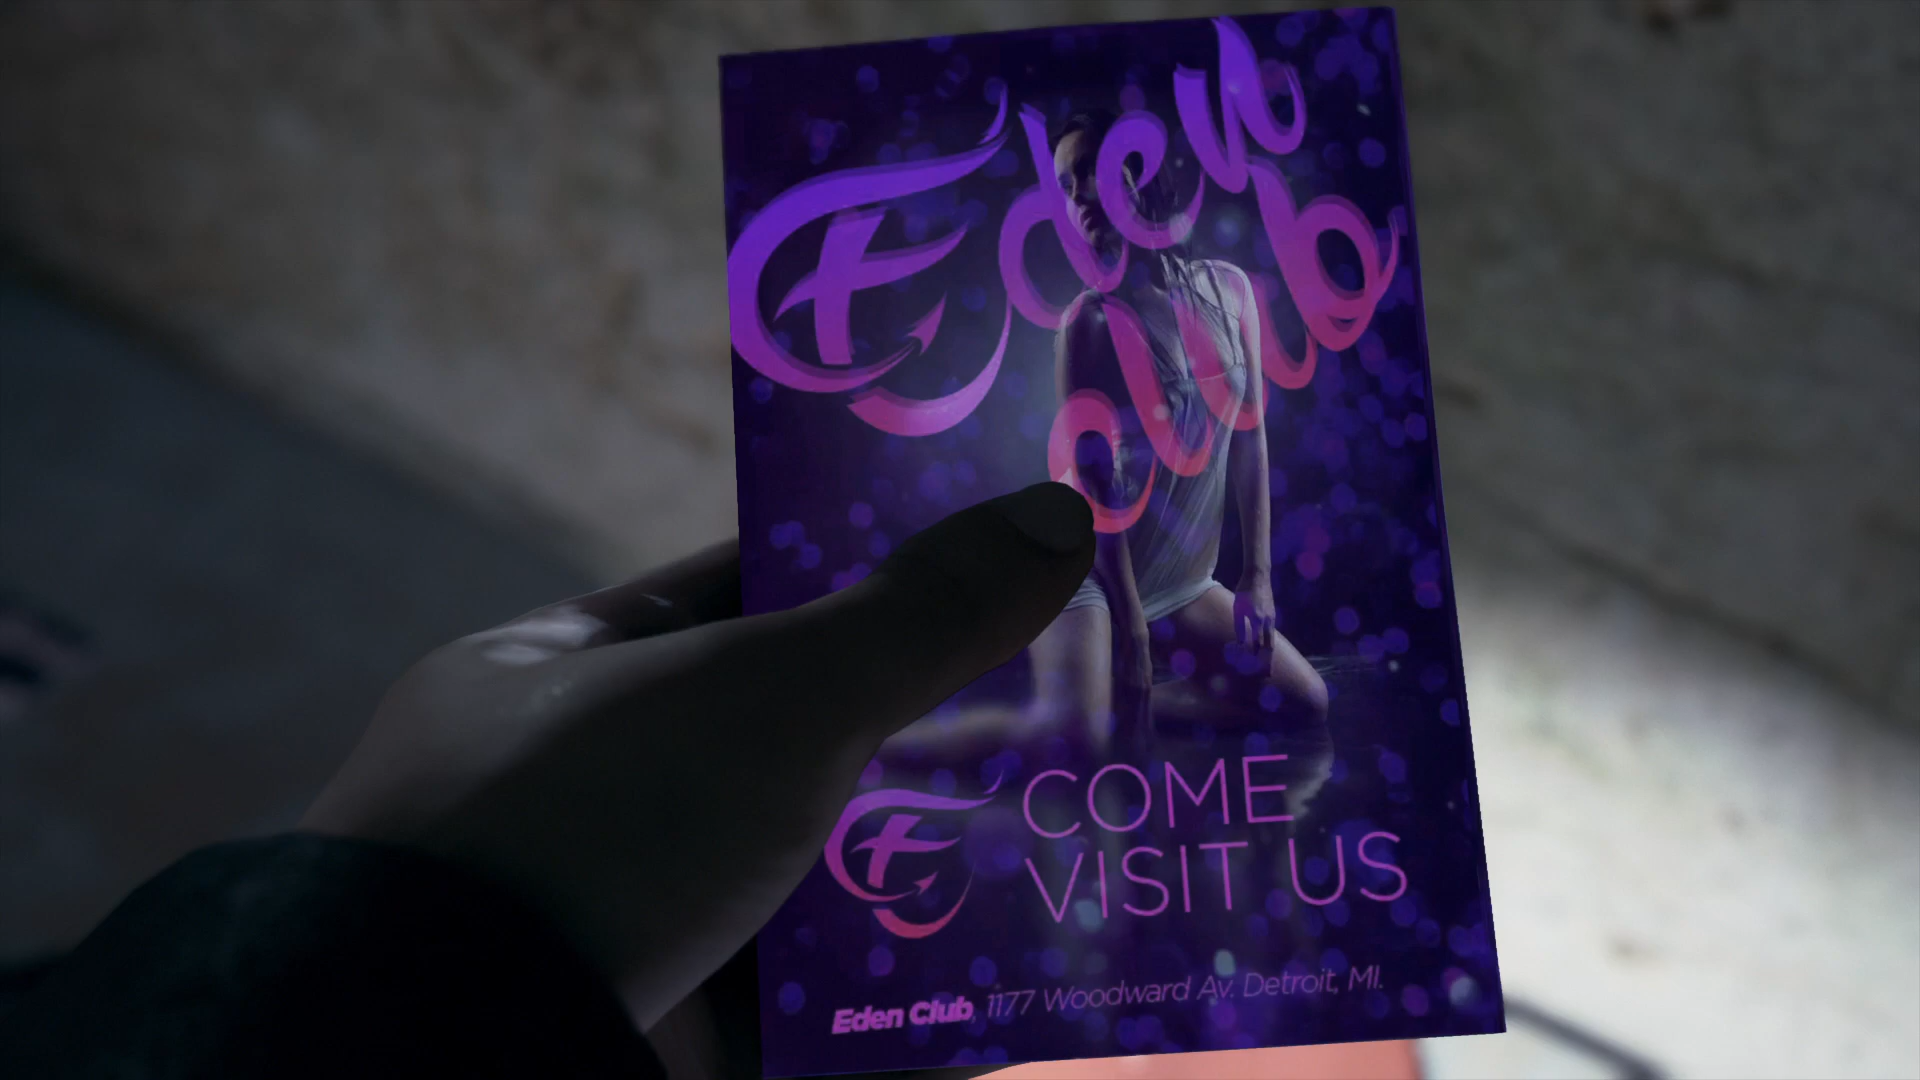 Eden
club
COME
VISIT US
Eden Club, 1177 Woodward Av. Detroit, MI.